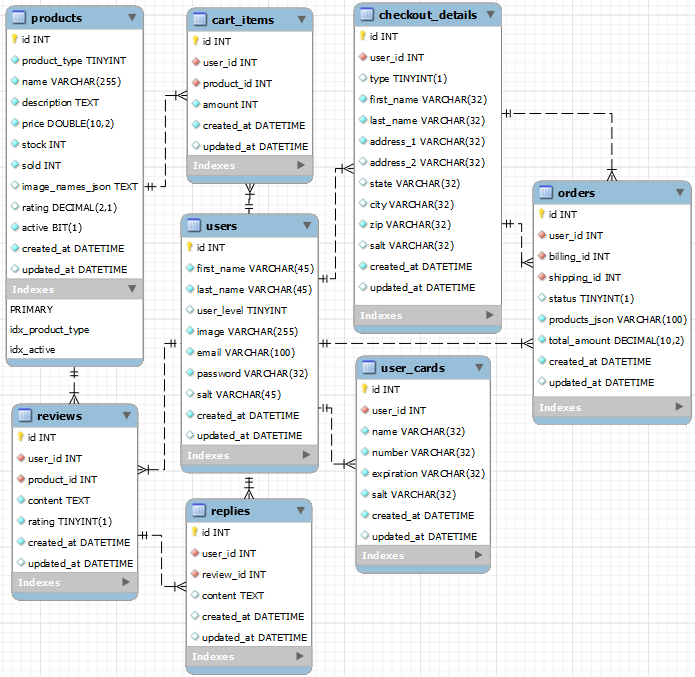 products
id INT
product_type TINYINT
name VARCHAR(255)
description TEXT
price DOUBLE(10,2)
stock INT
sold INT
image_names_json TEXT
rating DECIMAL(2,1)
active BIT(1)
created_at DATETIME
updated_at DATETIME
Indexes
PRIMARY
idx_product_type
idx_active
cart_items
id INT
user_id INT
product_id INT
amount INT
created_at DATETIME
updated_at DATETIME
Indexes
checkout_details
id INT
user_id INT
type TINYINT(1)
first_name VARCHAR(32)
last_name VARCHAR(32)
address_1 VARCHAR(32)
address_2 VARCHAR(32)
state VARCHAR(32)
city VARCHAR(32)
zip VARCHAR(32)
salt VARCHAR(32)
created_at DATETIME
updated_at DATETIME
Indexes
orders
id INT
user_id INT
billing_id INT
shipping_id INT
status TINYINT(1)
products_json VARCHAR(100)
total_amount DECIMAL(10,2)
created_at DATETIME
updated_at DATETIME
Indexes
users
id INT
first_name VARCHAR(45)
last_name VARCHAR(45)
user_level TINYINT
image VARCHAR(255)
email VARCHAR(100)
password VARCHAR(32)
salt VARCHAR(45)
created_at DATETIME
updated_at DATETIME
Indexes
user_cards
id INT
user_id INT
name VARCHAR(32)
number VARCHAR(32)
expiration VARCHAR(32)
salt VARCHAR(32)
created_at DATETIME
updated_at DATETIME
Indexes
reviews
id INT
user_id INT
product_id INT
content TEXT
rating TINYINT(1)
created_at DATETIME
updated_at DATETIME
Indexes
replies
id INT
user_id INT
review_id INT
content TEXT
created_at DATETIME
updated_at DATETIME
Indexes